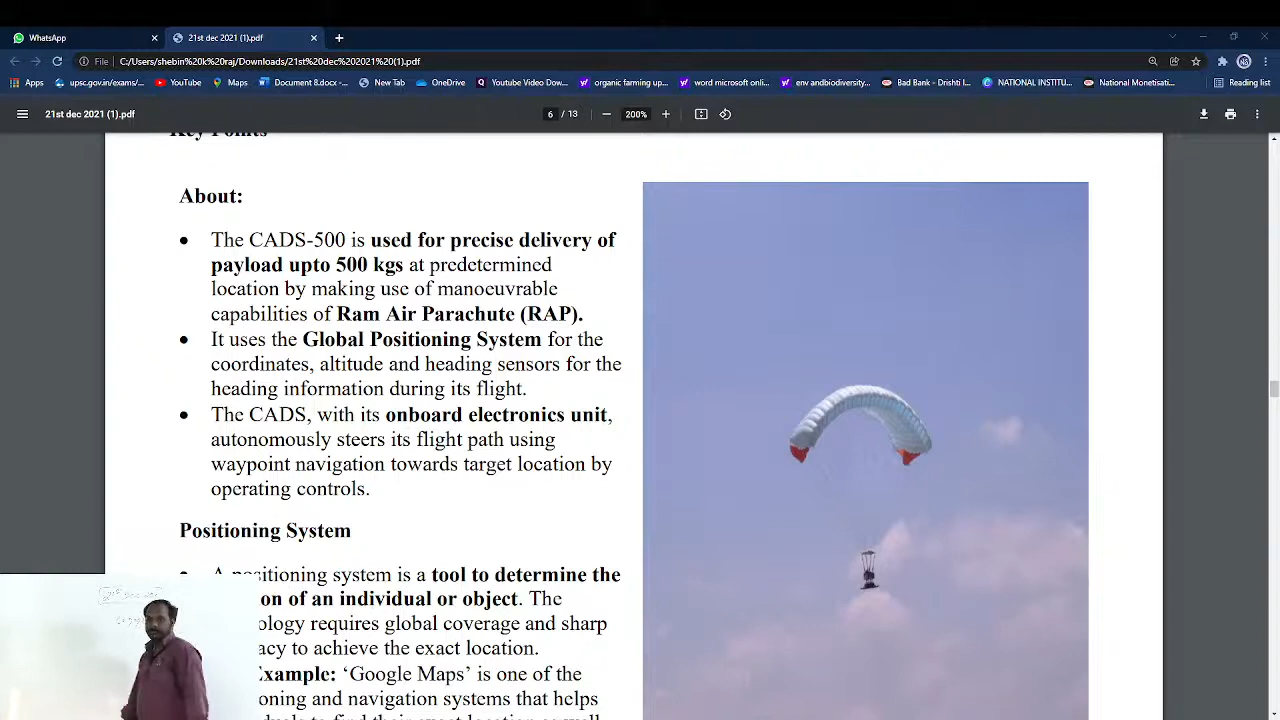 WhatsApp
21st dec 2021 (1).pdf
File C:/Users/shebin%20k%20raj/Downloads/21st%20dec%202021%20(1).pdf
Apps upsc.gov.in/exams/... YouTube Maps Document 8.docx -... New Tab OneDrive Youtube Video Dow... organic farming up... word microsoft onli... env andbiodiversity... Bad Bank - Drishti I... NATIONAL INSTITU... National Monetisati... Reading list
21st dec 2021 (1).pdf 6 / 13 200%
Key Points
About:
The CADS-500 is used for precise delivery of
payload upto 500 kgs at predetermined
location by making use of manoeuvrable
capabilities of Ram Air Parachute (RAP).
It uses the Global Positioning System for the
coordinates, altitude and heading sensors for the
heading information during its flight.
The CADS, with its onboard electronics unit,
autonomously steers its flight path using
waypoint navigation towards target location by
operating controls.
Positioning System
A positioning system is a tool to determine the
on of an individual or object. The
ology requires global coverage and sharp
acy to achieve the exact location.
Example: ‘Google Maps’ is one of the
oning and navigation systems that helps